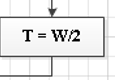 T = W/2